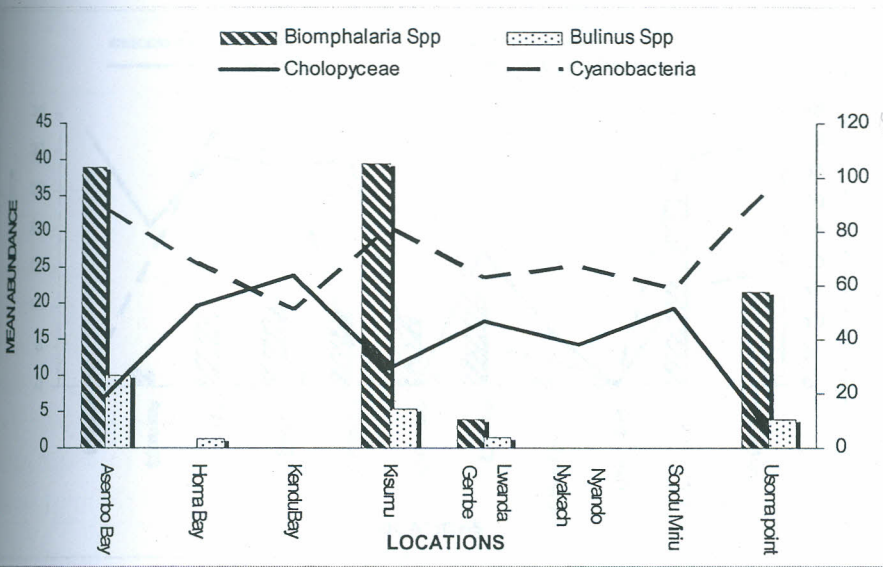 Biomphalaria Spp
Bulinus Spp
Cholopyceae
Cyanobacteria
45
40
35
30
25
20
15
10
5
0
MEAN ABUNDANCE
120
100
80
60
40
20
0
Asembo Bay
Homa Bay
Kendu Bay
Kisumu
Lwanda
Gembe
Nyando
Nyakach
Sondu Miriu
Usoma point
LOCATIONS